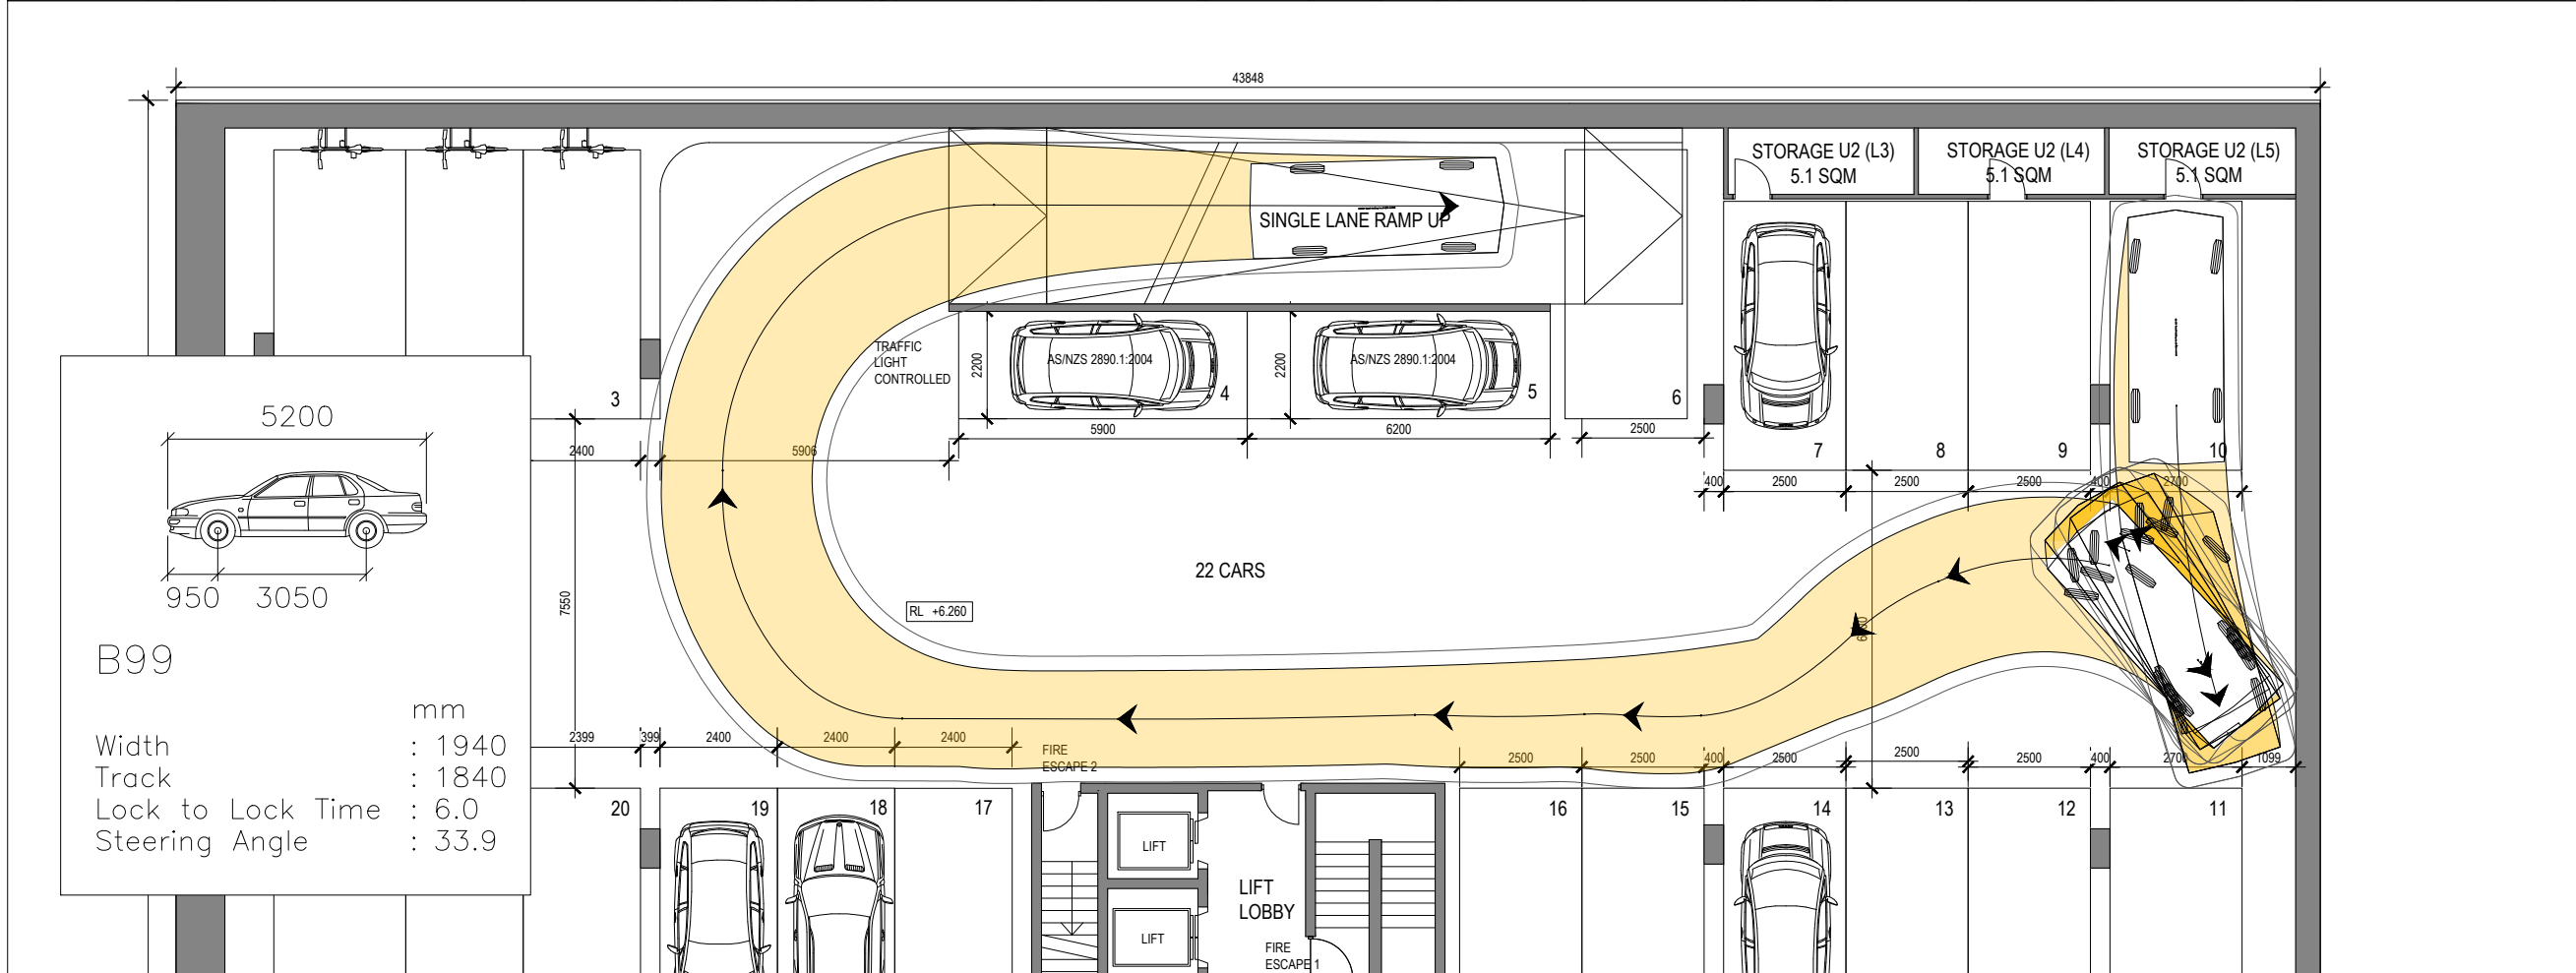 43848
STORAGE U2 (L3)
5.1 SQM
STORAGE U2 (L4)
5.1 SQM
STORAGE U2 (L5)
5.1 SQM
SINGLE LANE RAMP UP
TRAFFIC
LIGHT
CONTROLLED
2200
AS/NZS 2890.1:2004
4
2200
AS/NZS 2890.1:2004
5
6
3
5900
6200
2500
2400
5906
7
8
9
10
400
2500
2500
2500
400
2700
22 CARS
RL +6.260
7550
5200
950
3050
B99
mm
Width : 1940
Track : 1840
Lock to Lock Time : 6.0
Steering Angle : 33.9
2399
399
2400
2400
2400
FIRE
ESCAPE 2
2500
2500
400
2500
2500
2500
400
2700
1099
20
19
18
17
16
15
14
13
12
11
LIFT
LIFT
LIFT
LOBBY
FIRE
ESCAPE 1